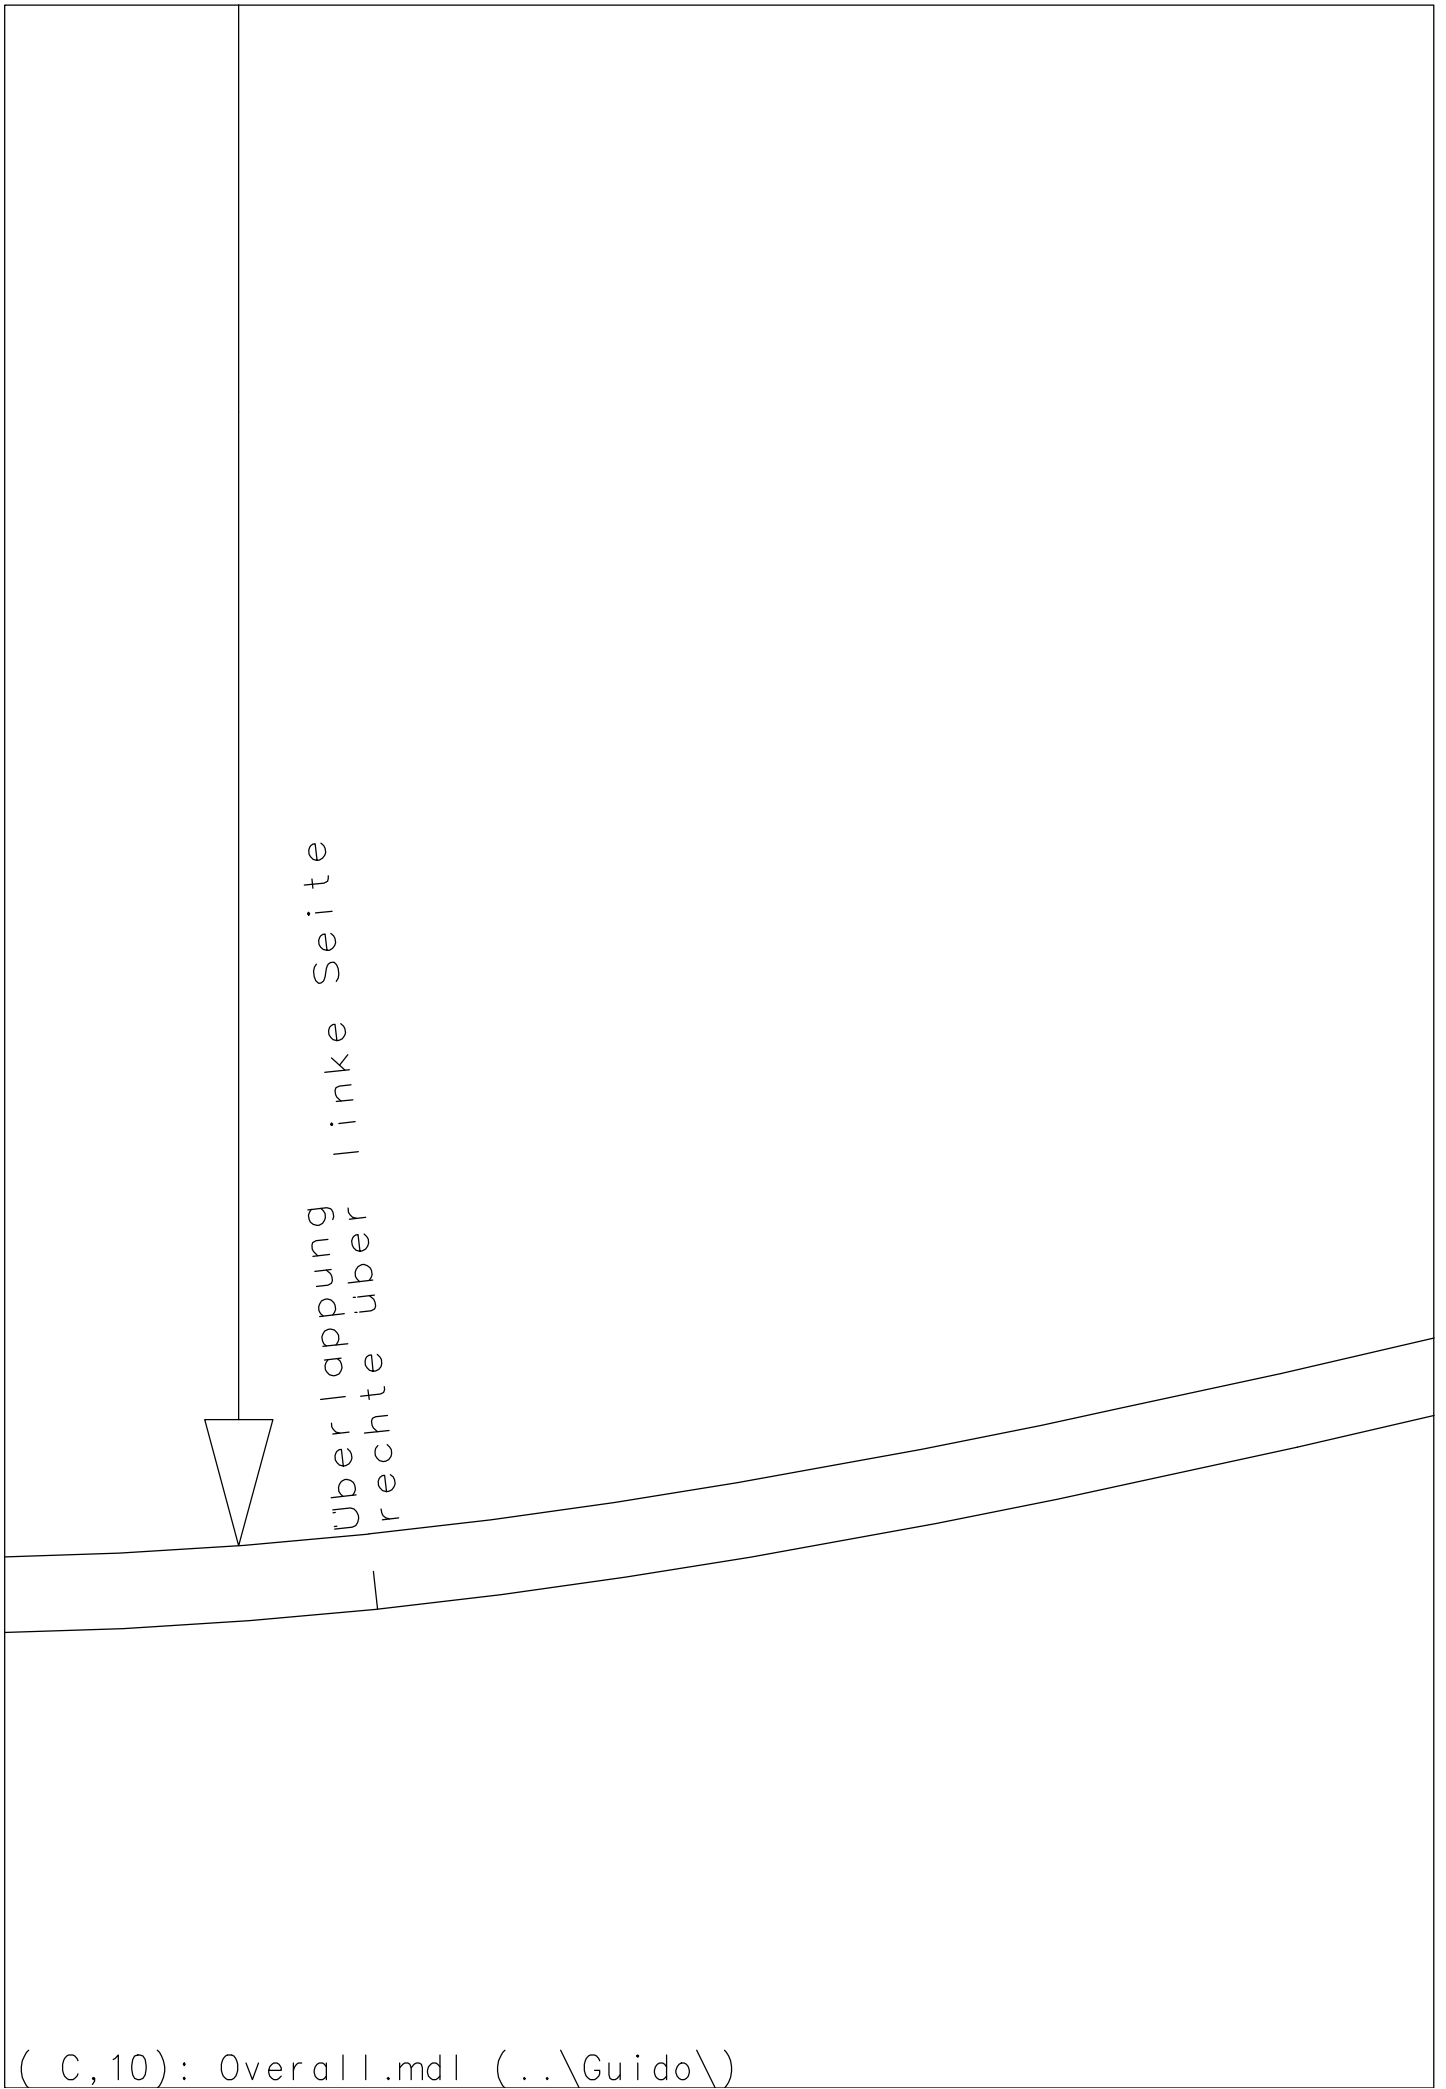 Überlappung
rechte über linke Seite
( C,10): Overall.mdl (..\Guido\)